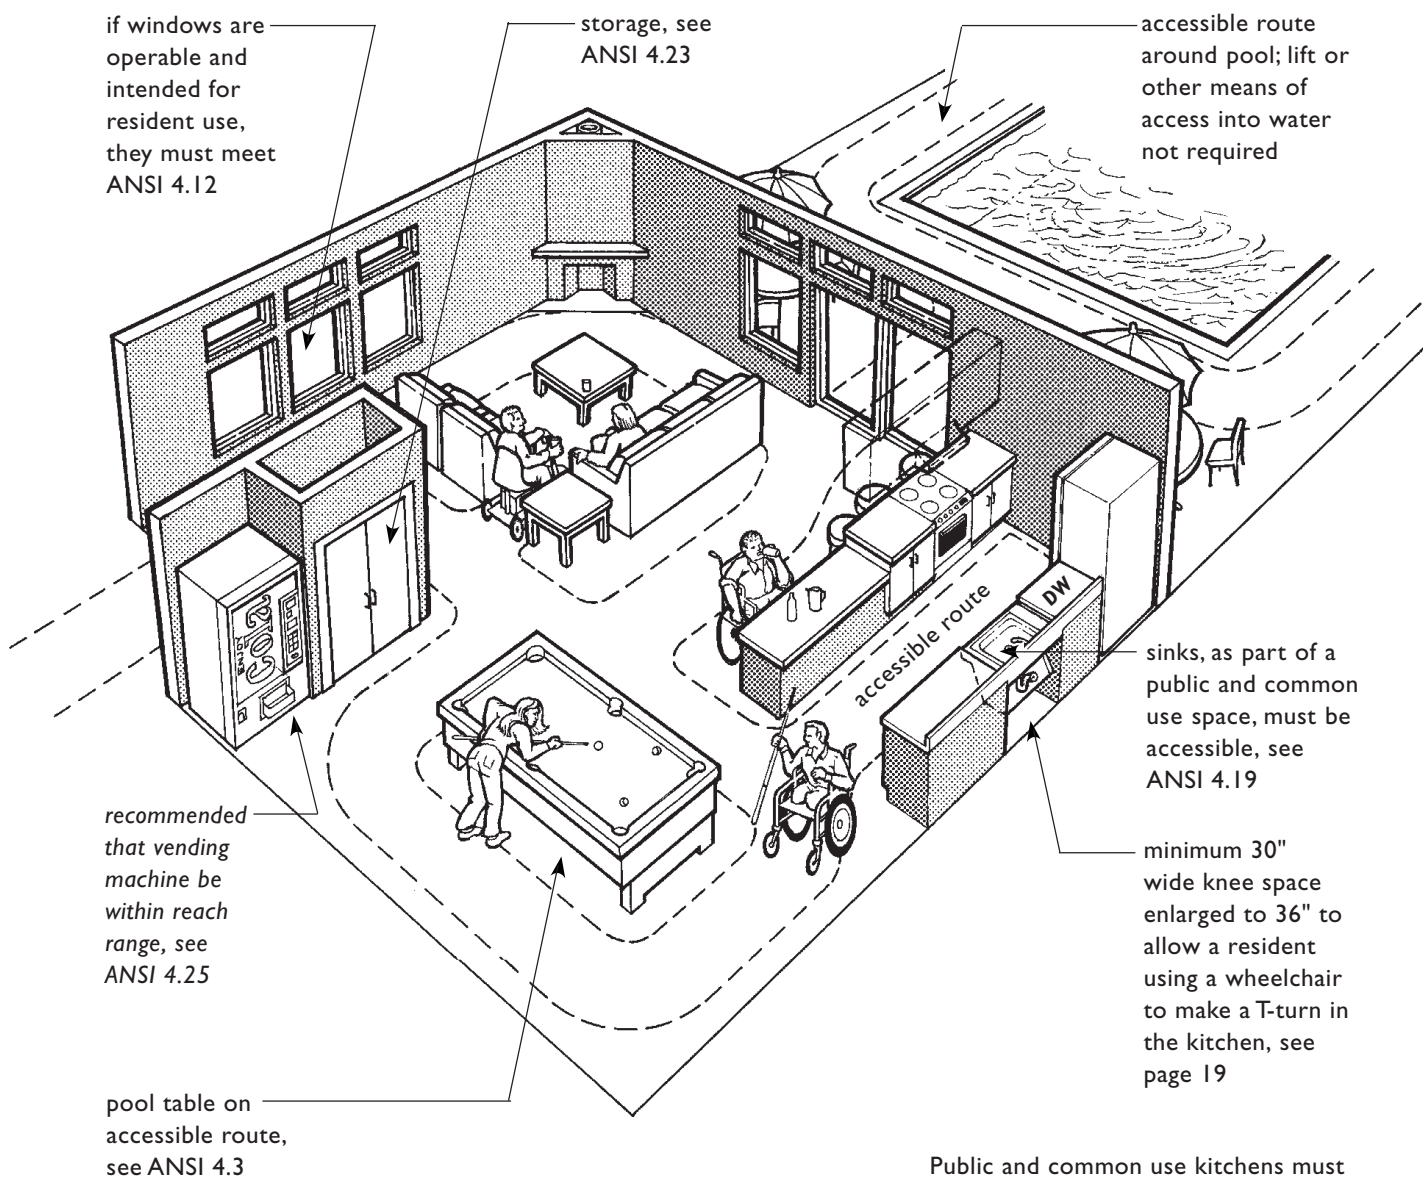 if windows are
operable and
intended for
resident use,
they must meet
ANSI 4.12
storage, see
ANSI 4.23
accessible route
around pool; lift or
other means of
access into water
not required
ENJOY
Cola
DW
accessible route
sinks, as part of a
public and common
use space, must be
accessible, see
ANSI 4.19
recommended
that vending
machine be
within reach
range, see
ANSI 4.25
minimum 30"
wide knee space
enlarged to 36" to
allow a resident
using a wheelchair
to make a T-turn in
the kitchen, see
page 19
pool table on
accessible route,
see ANSI 4.3
Public and common use kitchens must